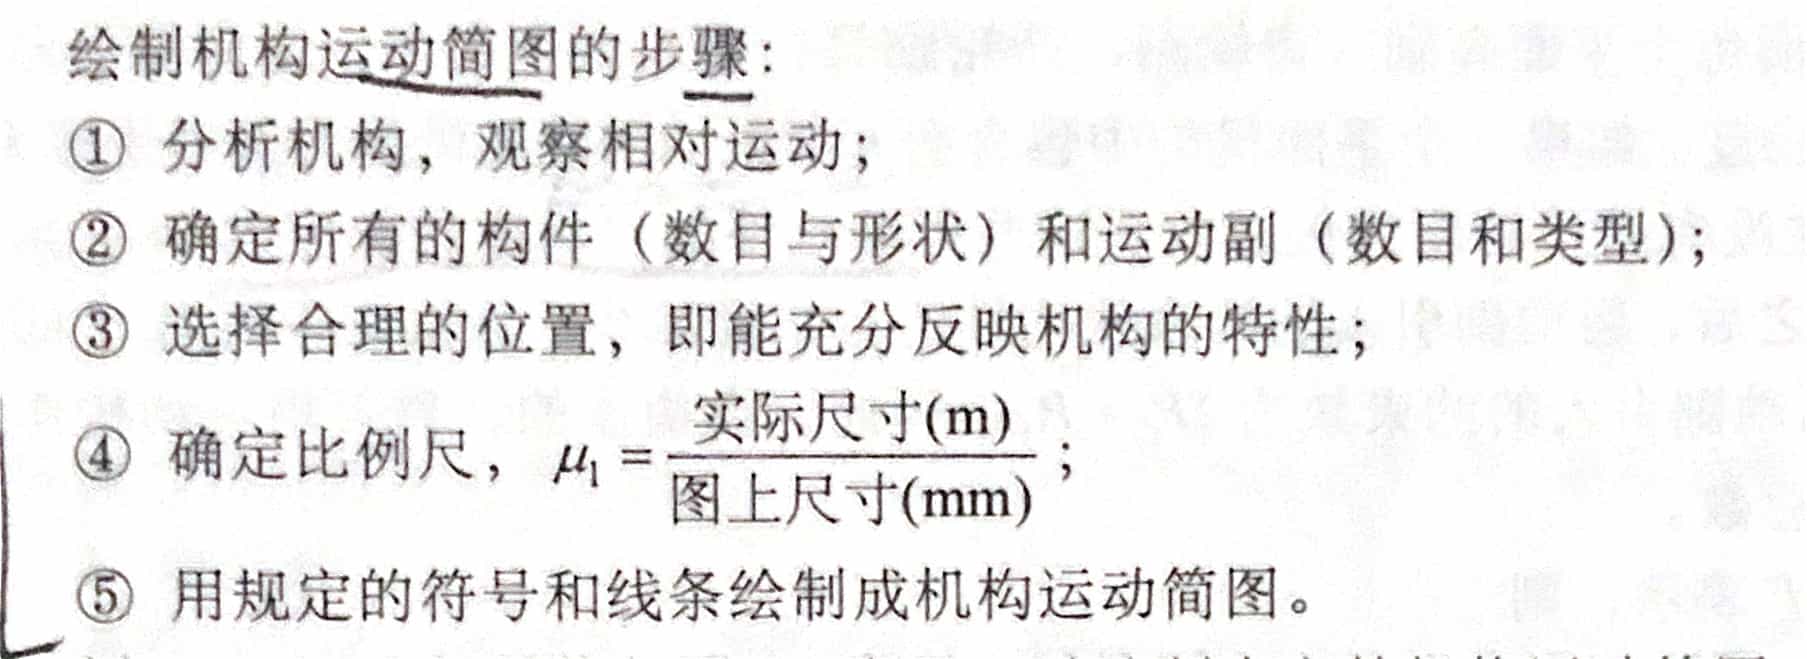 绘制机构运动简图的步骤：
① 分析机构，观察相对运动；
② 确定所有的构件（数目与形状）和运动副（数目和类型）；
③ 选择合理的位置，即能充分反映机构的特性；
④ 确定比例尺，μ₁ = 实际尺寸(m) / 图上尺寸(mm)；
⑤ 用规定的符号和线条绘制成机构运动简图。